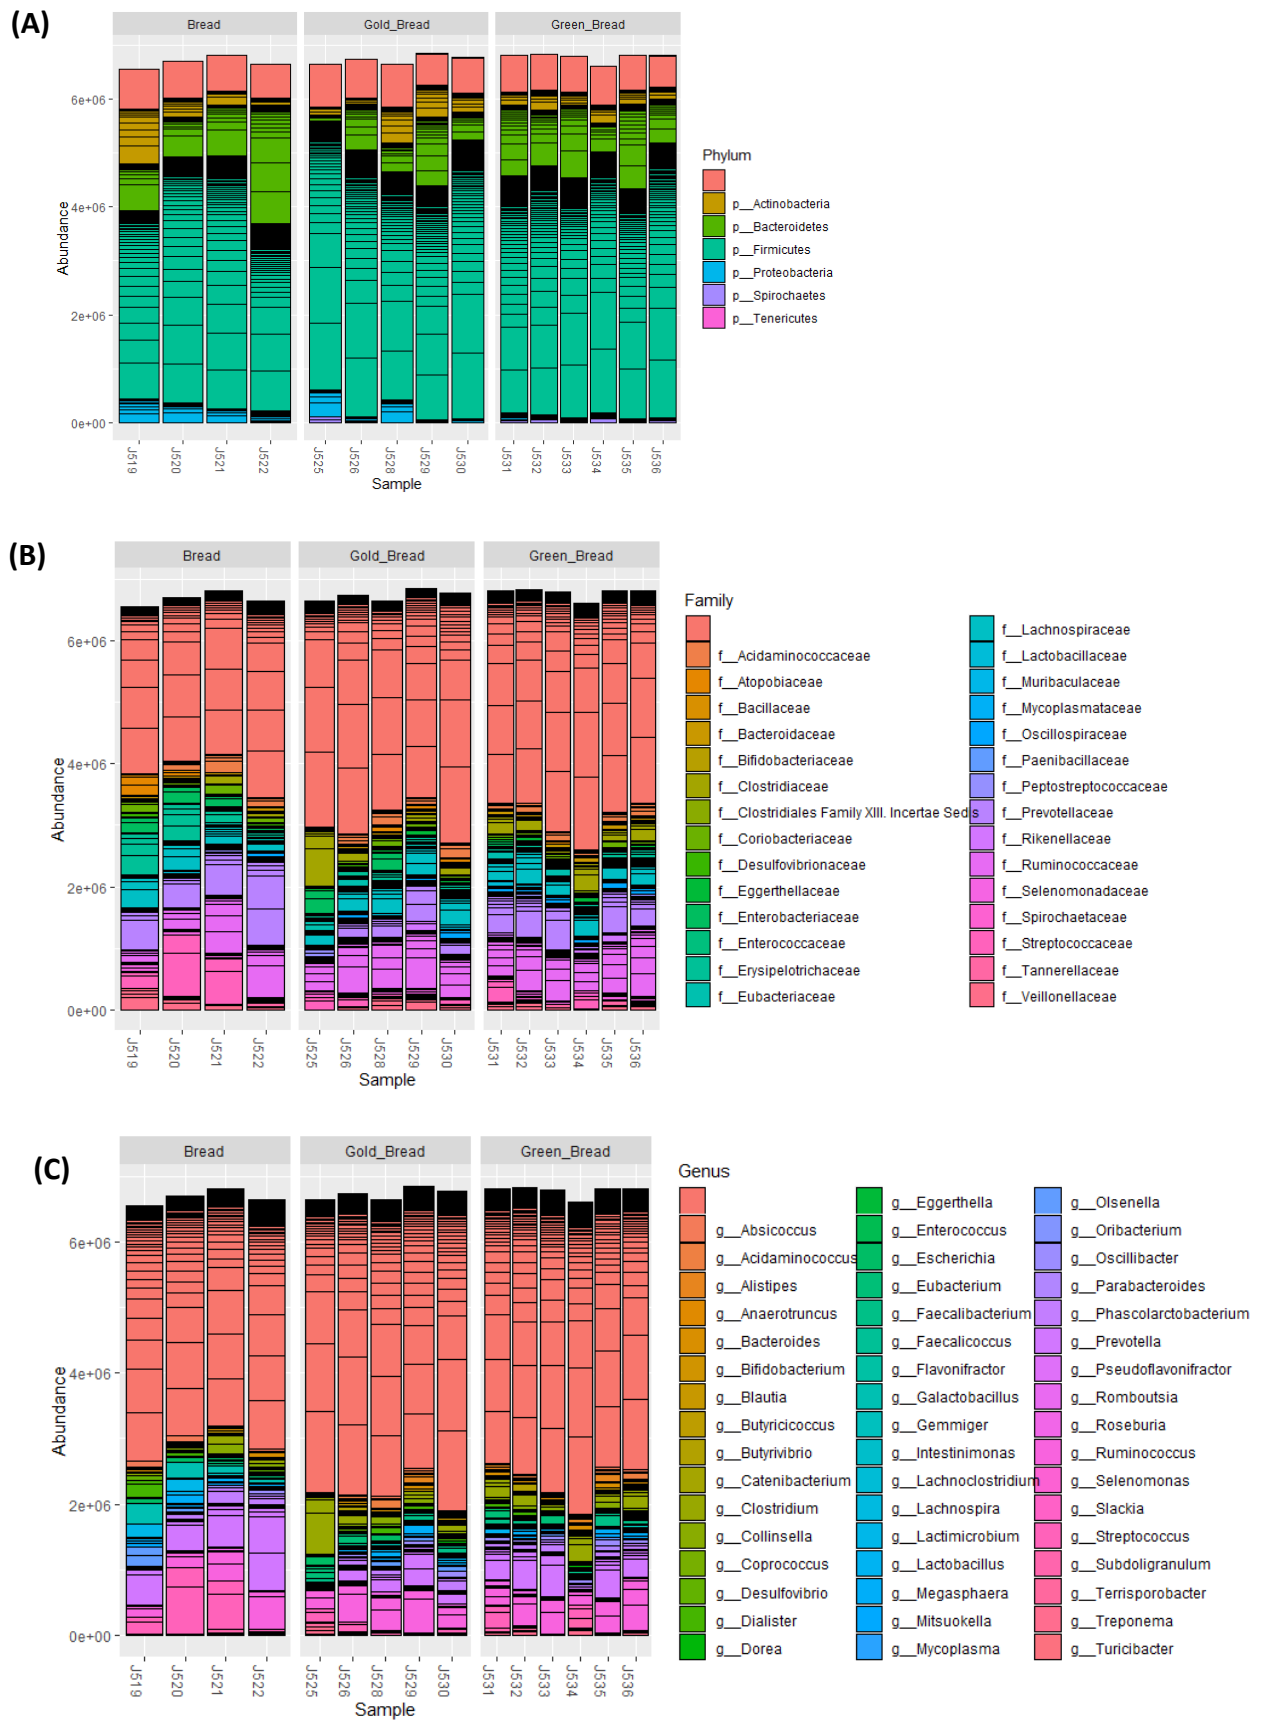 (A)
Bread
Gold_Bread
Green_Bread
Abundance
6e+06
4e+06
2e+06
0e+00
J519
J520
J521
J522
J525
J526
J528
J529
J530
J531
J532
J533
J534
J535
J536
Sample
Phylum
p__Actinobacteria
p__Bacteroidetes
p__Firmicutes
p__Proteobacteria
p__Spirochaetes
p__Tenericutes
(B)
Bread
Gold_Bread
Green_Bread
Abundance
6e+06
4e+06
2e+06
0e+00
J519
J520
J521
J522
J525
J526
J528
J529
J530
J531
J532
J533
J534
J535
J536
Sample
Family
f__Acidaminococcaceae
f__Atopobiaceae
f__Bacillaceae
f__Bacteroidaceae
f__Bifidobacteriaceae
f__Clostridiaceae
f__Clostridiales Family XIII. Incertae Sedis
f__Coriobacteriaceae
f__Desulfovibrionaceae
f__Eggerthellaceae
f__Enterobacteriaceae
f__Enterococcaceae
f__Erysipelotrichaceae
f__Eubacteriaceae
f__Lachnospiraceae
f__Lactobacillaceae
f__Muribaculaceae
f__Mycoplasmataceae
f__Oscillospiraceae
f__Paenibacillaceae
f__Peptostreptococcaceae
f__Prevotellaceae
f__Rikenellaceae
f__Ruminococcaceae
f__Selenomonadaceae
f__Spirochaetaceae
f__Streptococcaceae
f__Tannerellaceae
f__Veillonellaceae
(C)
Bread
Gold_Bread
Green_Bread
Abundance
6e+06
4e+06
2e+06
0e+00
J519
J520
J521
J522
J525
J526
J528
J529
J530
J531
J532
J533
J534
J535
J536
Sample
Genus
g__Absicoccus
g__Acidaminococcus
g__Alistipes
g__Anaerotruncus
g__Bacteroides
g__Bifidobacterium
g__Blautia
g__Butyricicoccus
g__Butyrivibrio
g__Catenibacterium
g__Clostridium
g__Collinsella
g__Coprococcus
g__Desulfovibrio
g__Dialister
g__Dorea
g__Eggerthella
g__Enterococcus
g__Escherichia
g__Eubacterium
g__Faecalibacterium
g__Faecalicoccus
g__Flavonifractor
g__Galactobacillus
g__Gemmiger
g__Intestinimonas
g__Lachnoclostridium
g__Lachnospira
g__Lactimicrobium
g__Lactobacillus
g__Megasphaera
g__Mitsuokella
g__Mycoplasma
g__Olsenella
g__Oribacterium
g__Oscillibacter
g__Parabacteroides
g__Phascolarctobacterium
g__Prevotella
g__Pseudoflavonifractor
g__Romboutsia
g__Roseburia
g__Ruminococcus
g__Selenomonas
g__Slackia
g__Streptococcus
g__Subdoligranulum
g__Terrisporobacter
g__Treponema
g__Turicibacter